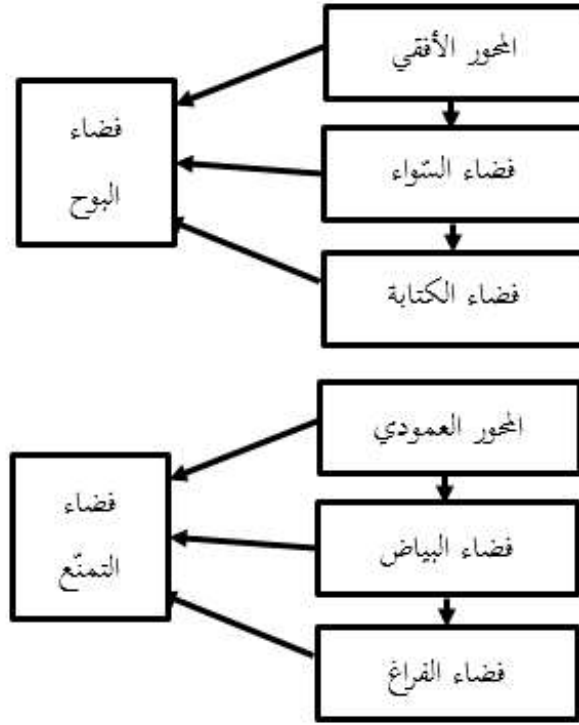 المحور الأفقي
فضاء
البوح
فضاء السّواء
فضاء الكتابة
المحور العمودي
فضاء
التمنّع
فضاء البياض
فضاء الفراغ